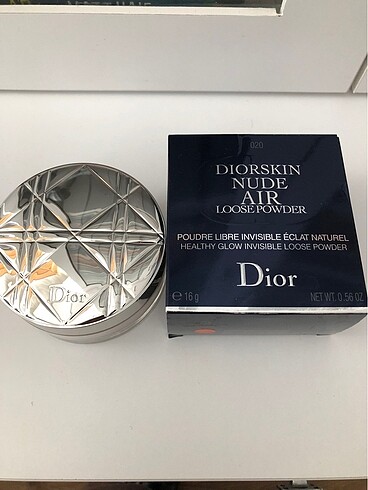 020
DIORSKIN
NUDE
AIR
LOOSE POWDER
POUDRE LIBRE INVISIBLE ÉCLAT NATUREL
HEALTHY GLOW INVISIBLE LOOSE POWDER
Dior
℮ 16 g NET WT. 0.56 OZ.
Dior